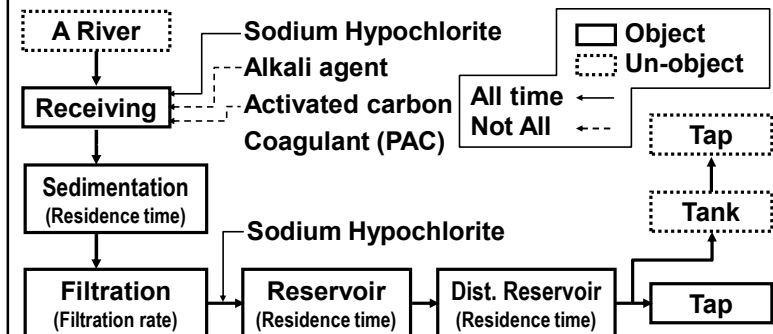 A River
Sodium Hypochlorite
Alkali agent
Receiving
Activated carbon
Coagulant (PAC)
Object
Un-object
All time
Not All
Tap
Sedimentation
(Residence time)
Tank
Sodium Hypochlorite
Filtration
(Filtration rate)
Reservoir
(Residence time)
Dist. Reservoir
(Residence time)
Tap